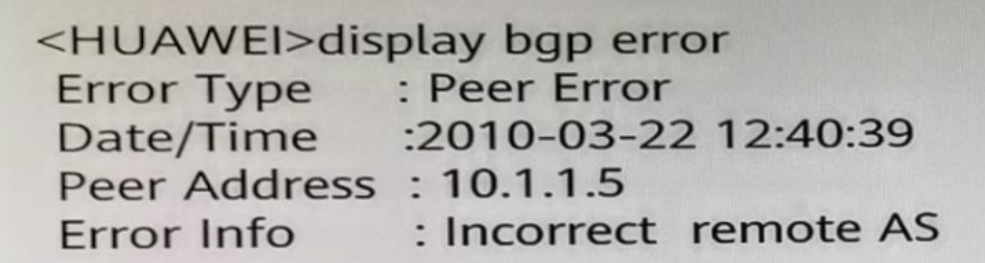 <HUAWEI>display bgp error
Error Type : Peer Error
Date/Time :2010-03-22 12:40:39
Peer Address : 10.1.1.5
Error Info : Incorrect remote AS